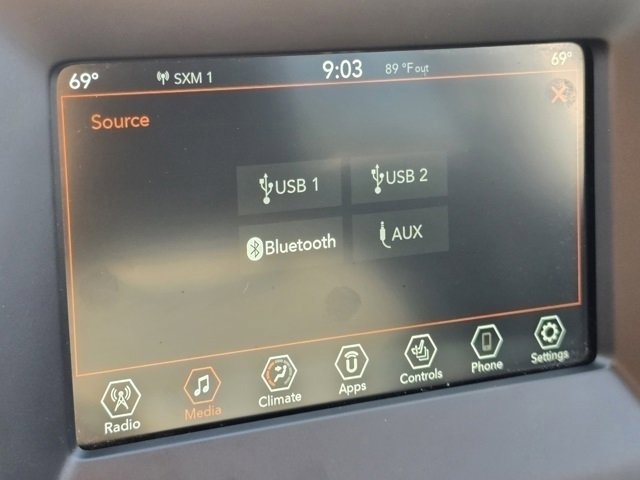 69° SXM 1 9:03 89 °F out 69°
Source
USB 1 USB 2
Bluetooth AUX
Radio Media Climate Apps Controls Phone Settings